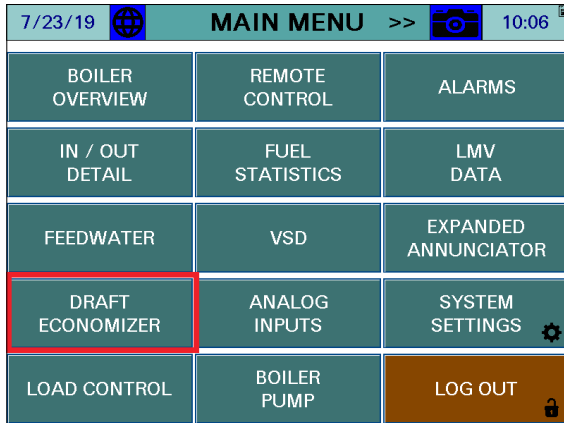 7/23/19 MAIN MENU >> 10:06
BOILER
OVERVIEW
REMOTE
CONTROL
ALARMS
IN / OUT
DETAIL
FUEL
STATISTICS
LMV
DATA
FEEDWATER
VSD
EXPANDED
ANNUNCIATOR
DRAFT
ECONOMIZER
ANALOG
INPUTS
SYSTEM
SETTINGS
LOAD CONTROL
BOILER
PUMP
LOG OUT